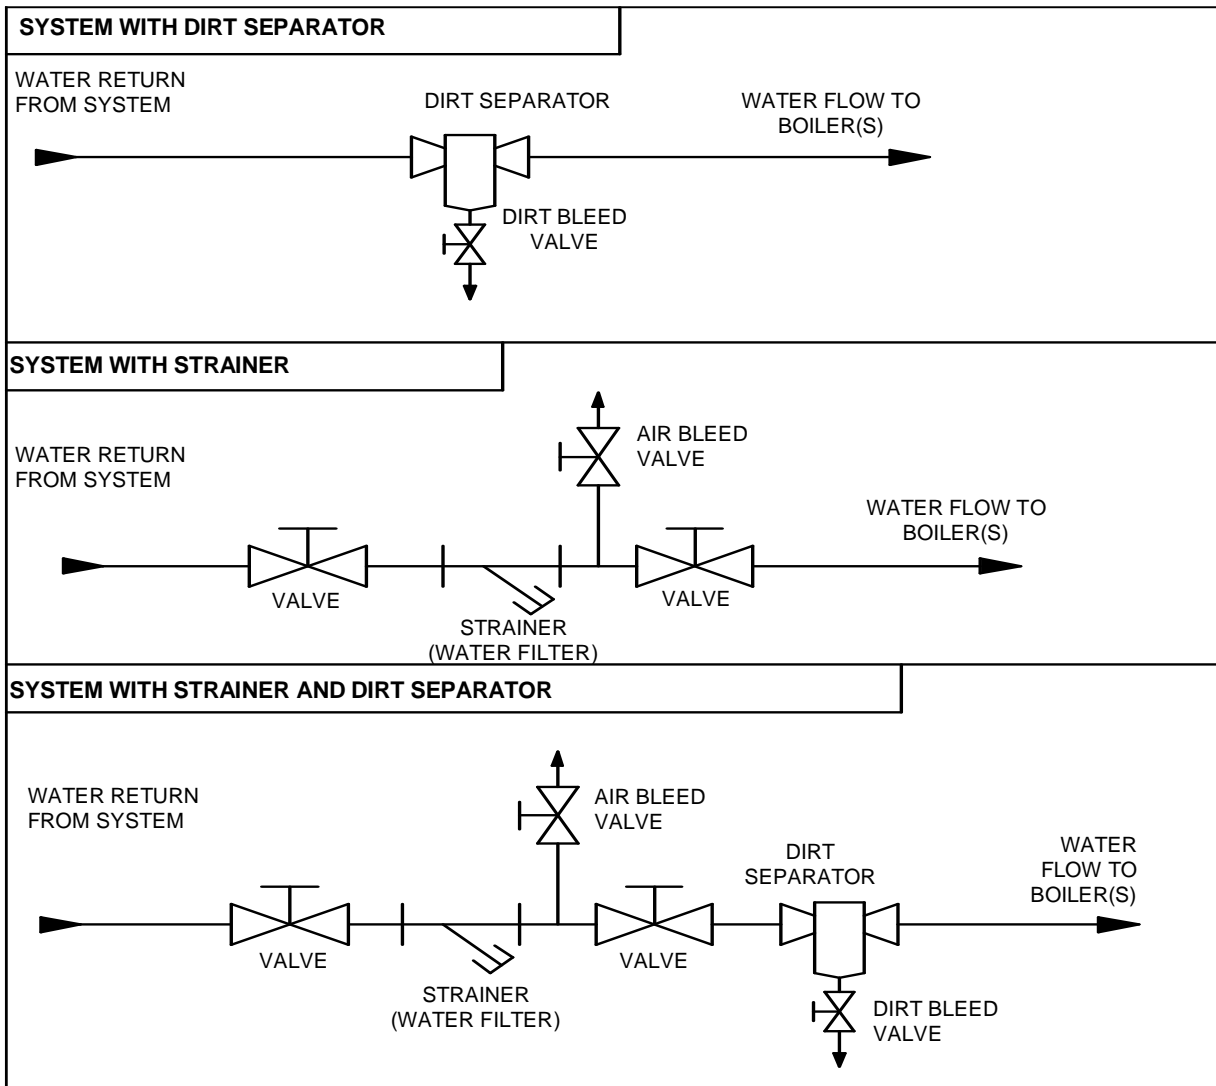 SYSTEM WITH DIRT SEPARATOR
WATER RETURN
FROM SYSTEM
DIRT SEPARATOR
WATER FLOW TO
BOILER(S)
DIRT BLEED
VALVE
SYSTEM WITH STRAINER
WATER RETURN
FROM SYSTEM
AIR BLEED
VALVE
WATER FLOW TO
BOILER(S)
VALVE
STRAINER
(WATER FILTER)
VALVE
SYSTEM WITH STRAINER AND DIRT SEPARATOR
WATER RETURN
FROM SYSTEM
AIR BLEED
VALVE
DIRT
SEPARATOR
WATER
FLOW TO
BOILER(S)
VALVE
STRAINER
(WATER FILTER)
VALVE
DIRT BLEED
VALVE